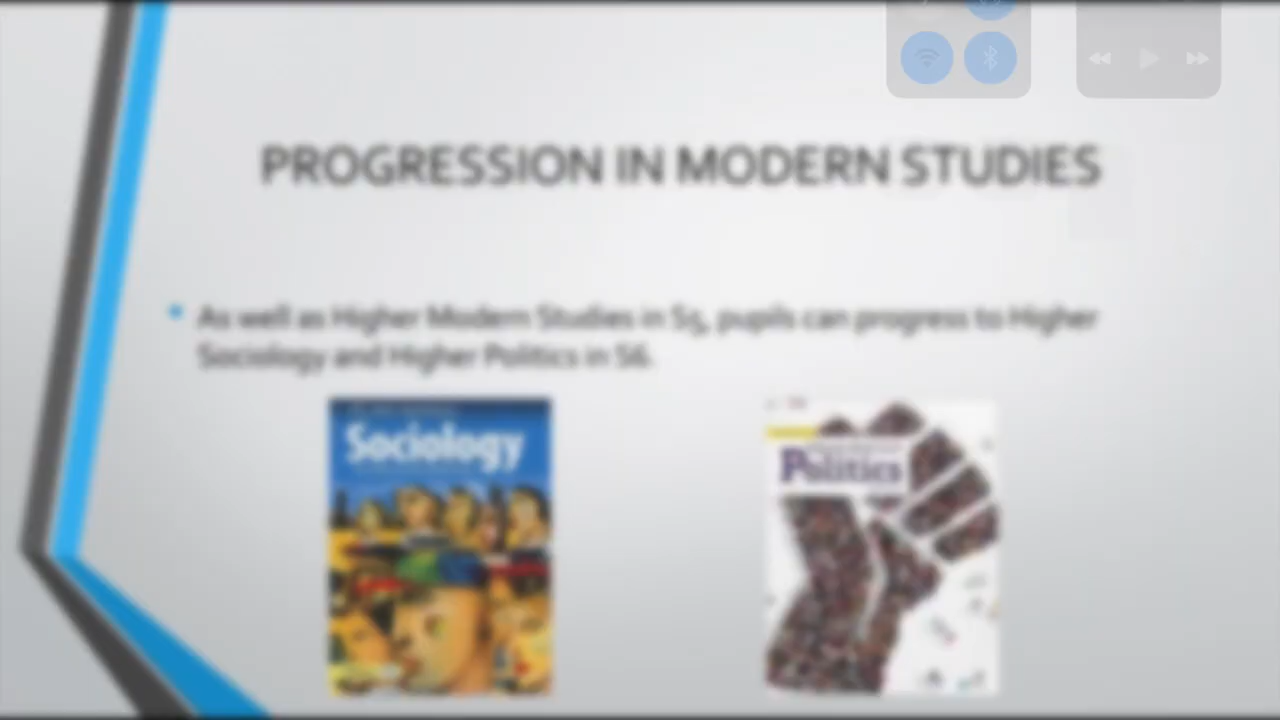 PROGRESSION IN MODERN STUDIES
As well as Higher Modern Studies in S5, pupils can progress to Higher
Sociology and Higher Politics in S6.
Sociology
Politics